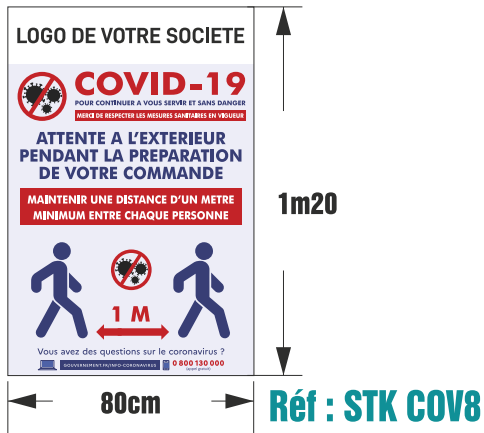 LOGO DE VOTRE SOCIETE
COVID-19
POUR CONTINUER A VOUS SERVIR ET SANS DANGER
MERCI DE RESPECTER LES MESURES SANITAIRES EN VIGUEUR
ATTENTE A L'EXTERIEUR
PENDANT LA PREPARATION
DE VOTRE COMMANDE
MAINTENIR UNE DISTANCE D'UN METRE
MINIMUM ENTRE CHAQUE PERSONNE
1m20
1 M
Vous avez des questions sur le coronavirus ?
GOUVERNEMENT.FR/INFO-CORONAVIRUS 0 800 130 000
(appel gratuit)
80cm
Réf : STK COV8